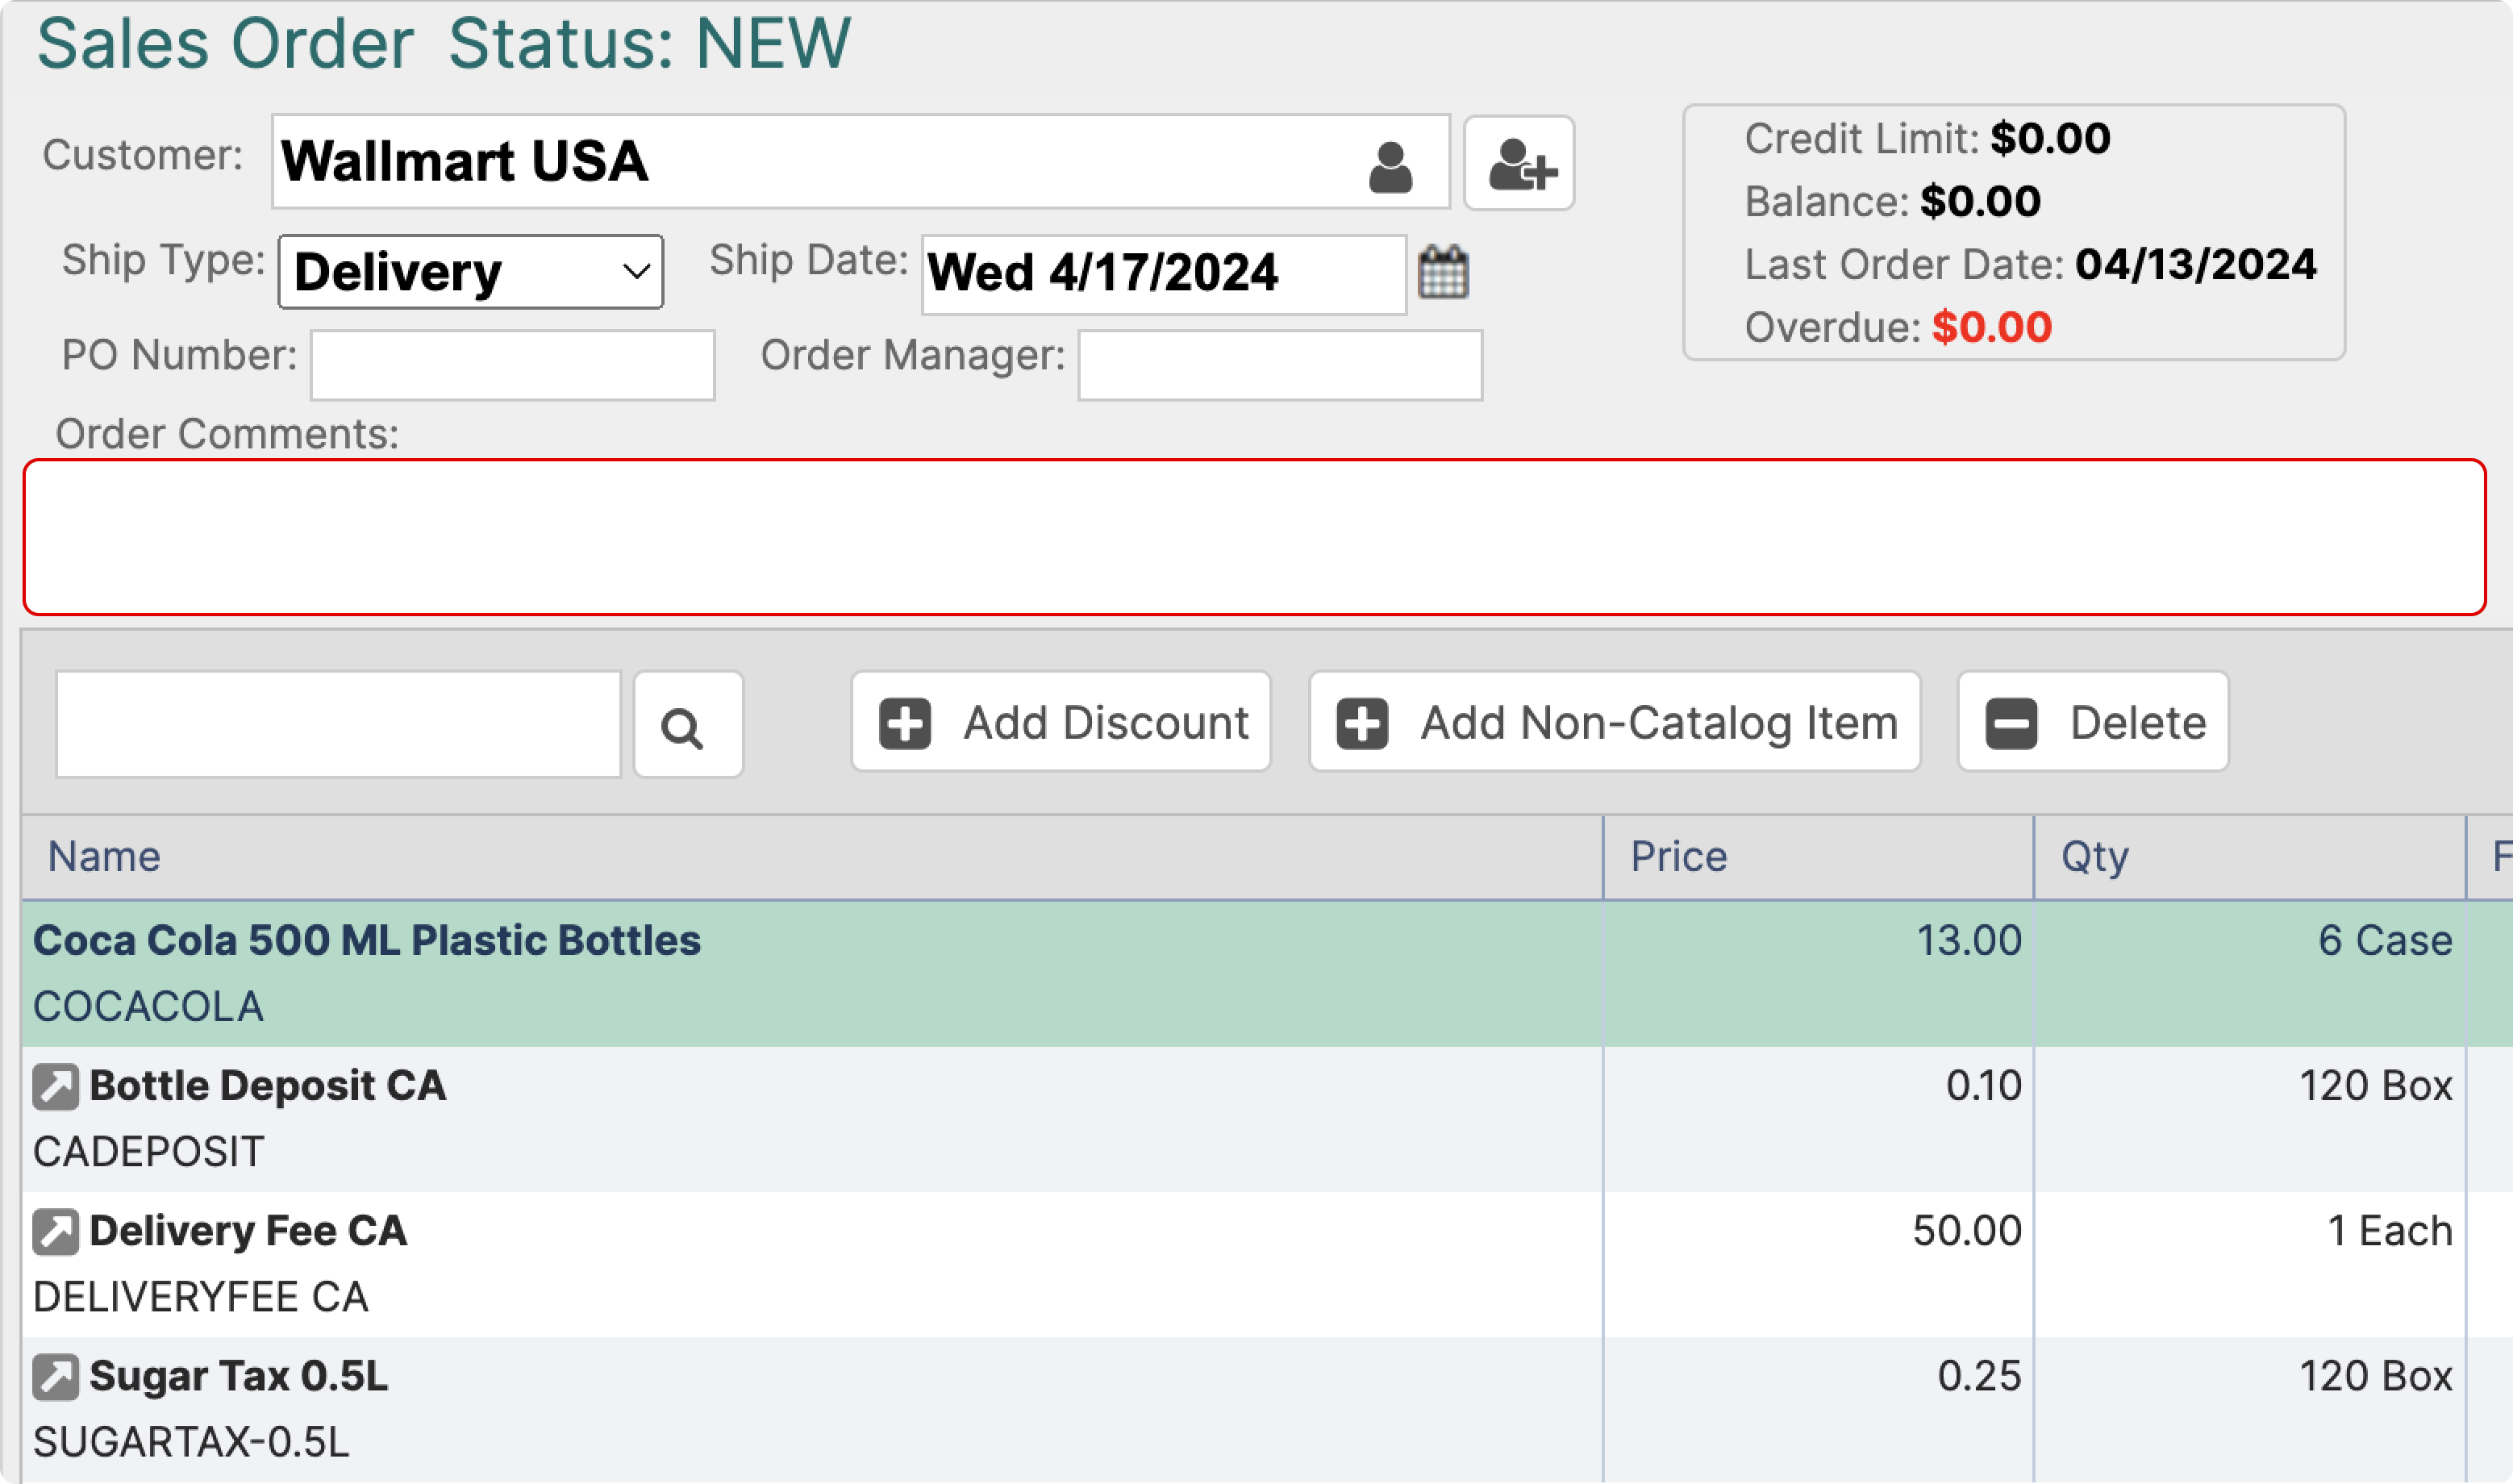 Sales Order Status: NEW
Customer: Wallmart USA
Credit Limit: $0.00
Balance: $0.00
Last Order Date: 04/13/2024
Overdue: $0.00
Ship Type: Delivery Ship Date: Wed 4/17/2024
PO Number: Order Manager:
Order Comments:
Add Discount Add Non-Catalog Item Delete
Name Price Qty F
Coca Cola 500 ML Plastic Bottles 13.00 6 Case
COCACOLA
Bottle Deposit CA 0.10 120 Box
CADEPOSIT
Delivery Fee CA 50.00 1 Each
DELIVERYFEE CA
Sugar Tax 0.5L 0.25 120 Box
SUGARTAX-0.5L